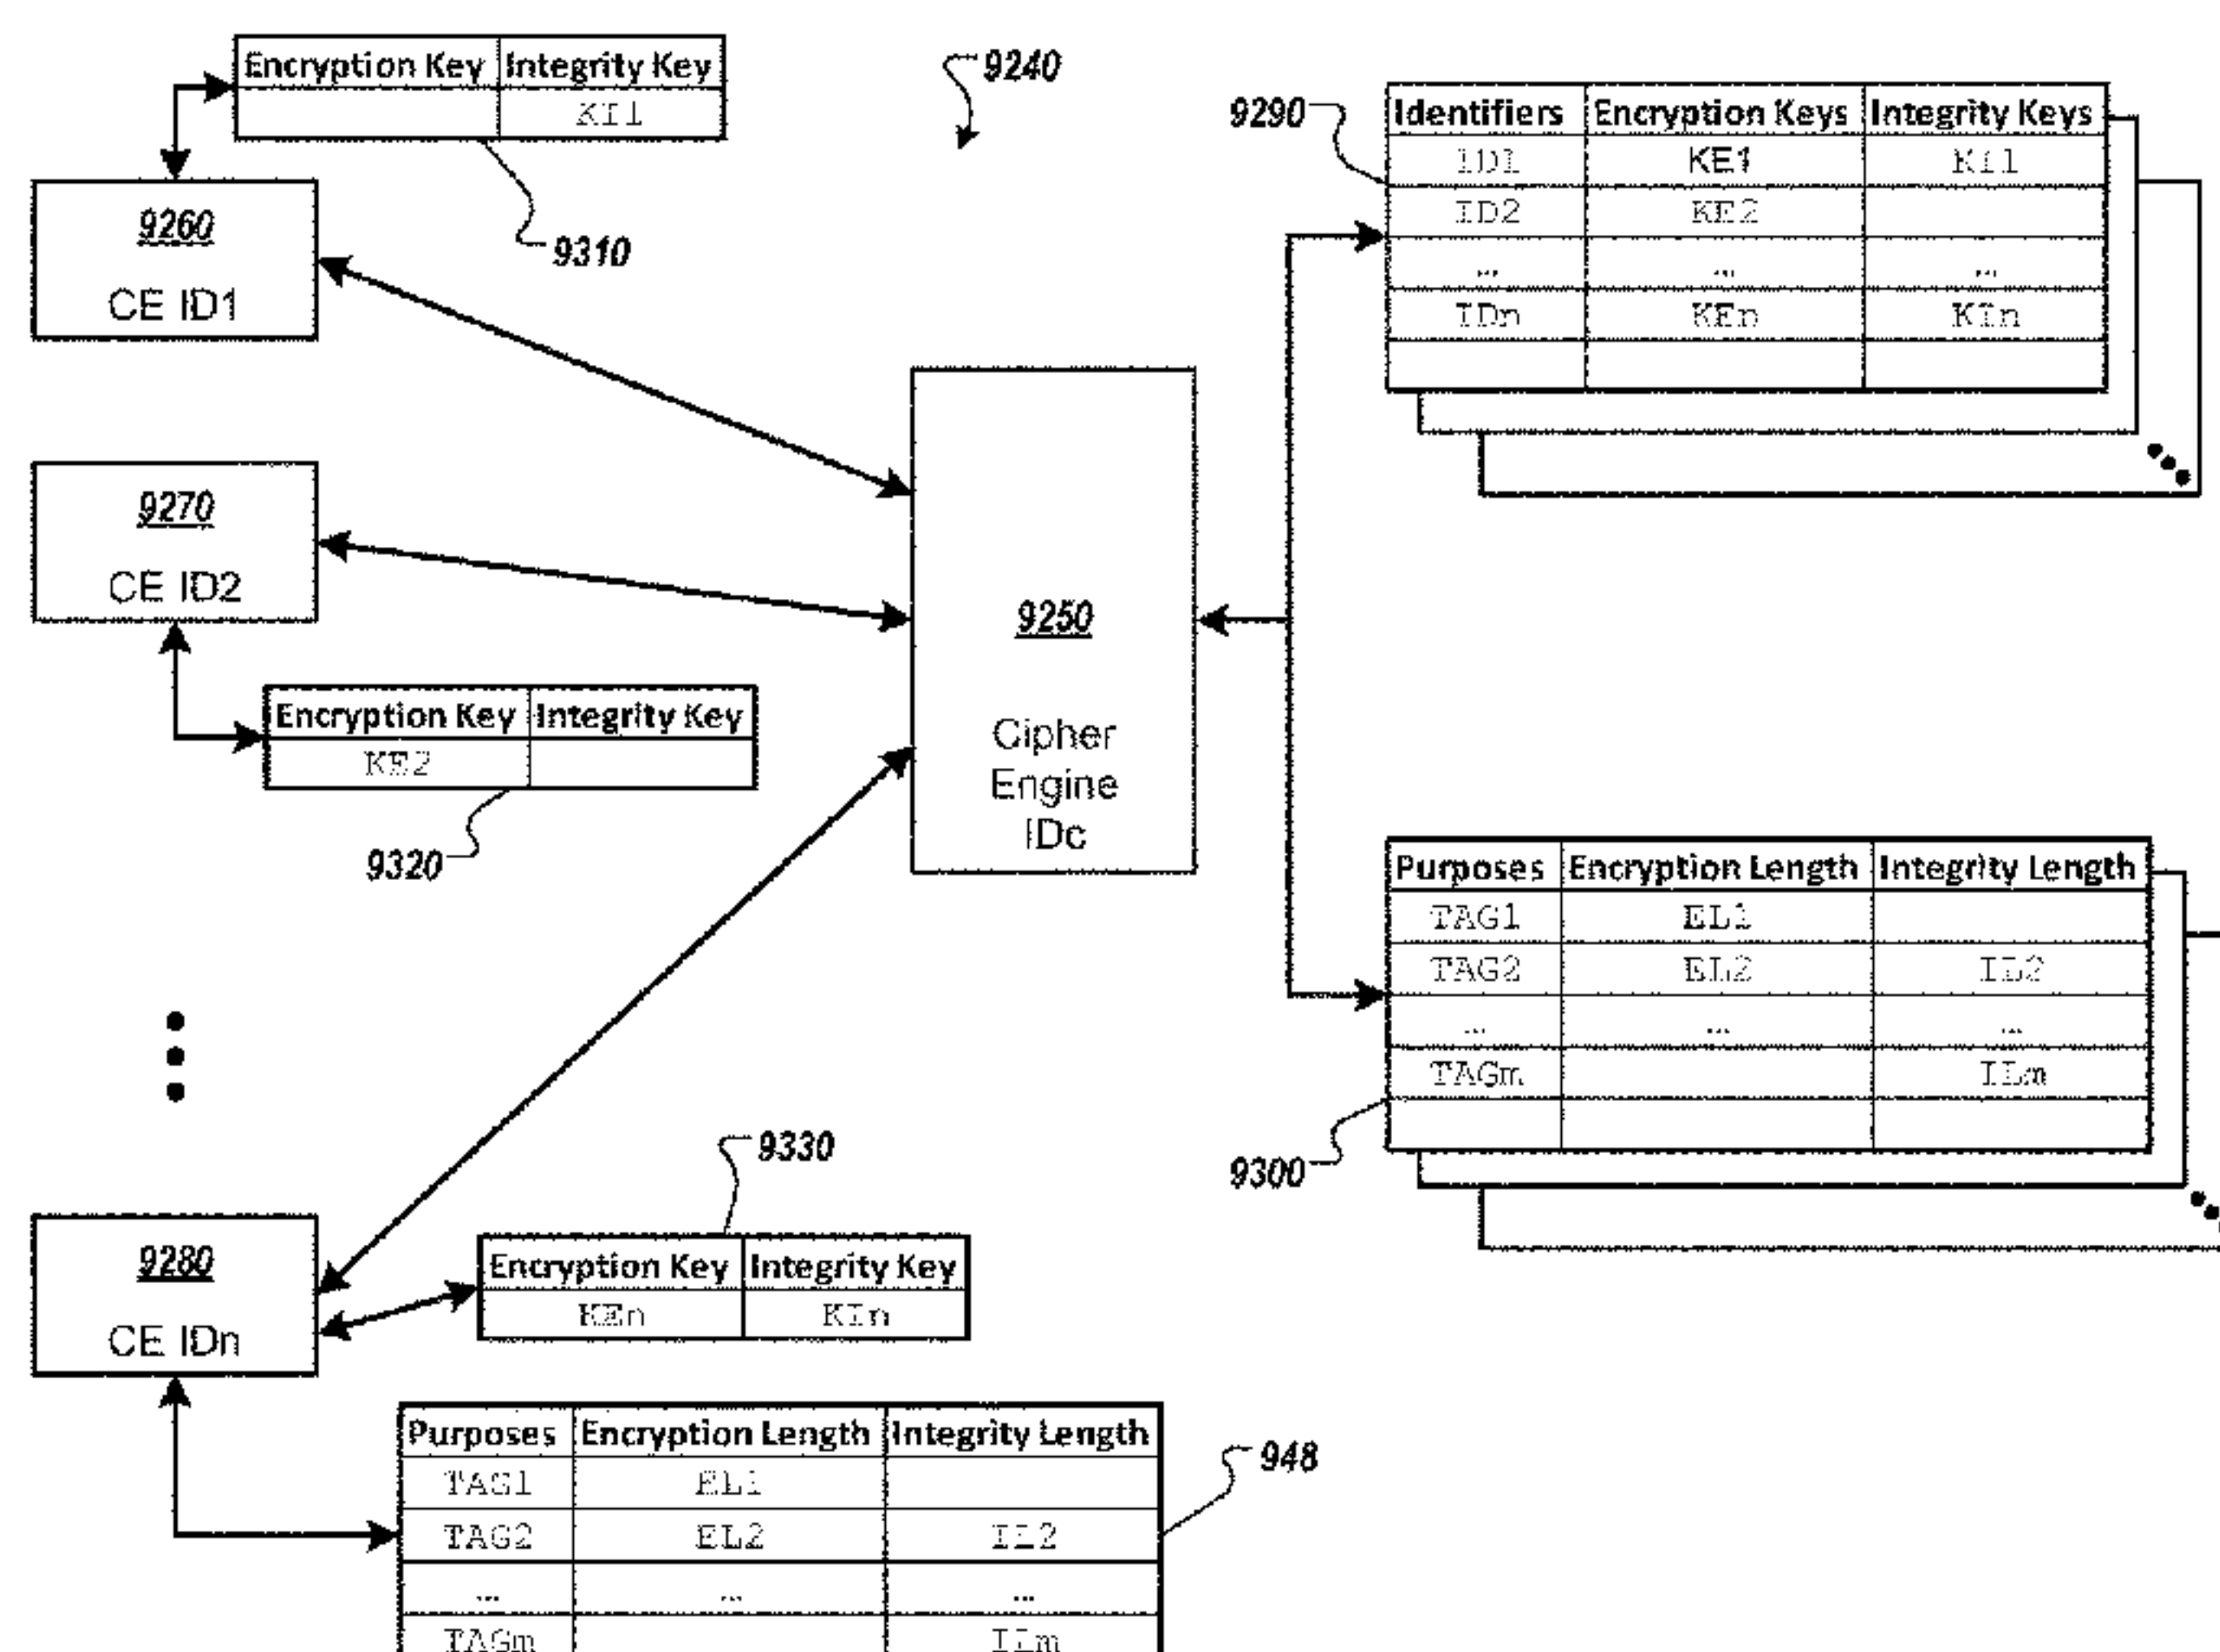 Encryption Key Integrity Key
KI1
9310
9240
9260
CE ID1
9290
Identifiers Encryption Keys Integrity Keys
ID1 KE1 KI1
ID2 KE2
... ... ...
IDn KEn KIn
9270
CE ID2
Encryption Key Integrity Key
KE2
9320
9250
Cipher
Engine
IDc
Purposes Encryption Length Integrity Length
TAG1 EL1
TAG2 EL2 IL2
... ... ...
TAGm ILm
9300
9330
9280
CE IDn
Encryption Key Integrity Key
KEn KIn
Purposes Encryption Length Integrity Length
TAG1 EL1
TAG2 EL2 IL2
... ... ...
TAGm ILm
948